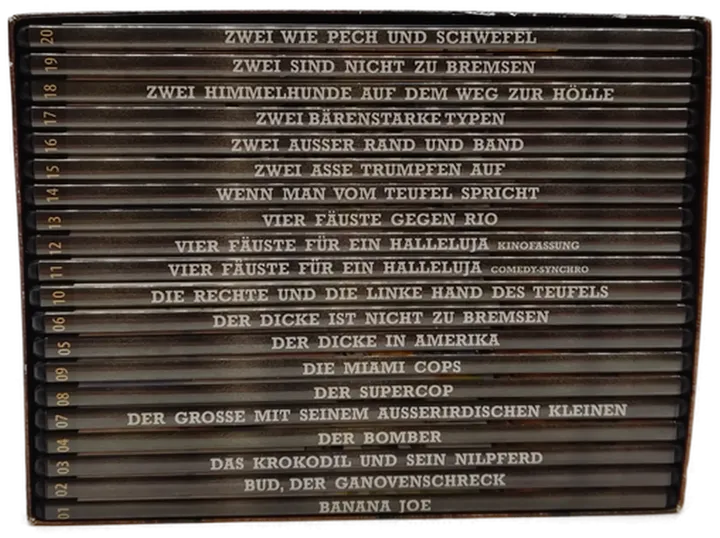 20 ZWEI WIE PECH UND SCHWEFEL
19 ZWEI SIND NICHT ZU BREMSEN
18 ZWEI HIMMELHUNDE AUF DEM WEG ZUR HÖLLE
17 ZWEI BÄRENSTARKE TYPEN
16 ZWEI AUSSER RAND UND BAND
15 ZWEI ASSE TRUMPFEN AUF
14 WENN MAN VOM TEUFEL SPRICHT
13 VIER FÄUSTE GEGEN RIO
12 VIER FÄUSTE FÜR EIN HALLELUJA KINOFASSUNG
11 VIER FÄUSTE FÜR EIN HALLELUJA COMEDY-SYNCHRO
10 DIE RECHTE UND DIE LINKE HAND DES TEUFELS
06 DER DICKE IST NICHT ZU BREMSEN
05 DER DICKE IN AMERIKA
09 DIE MIAMI COPS
08 DER SUPERCOP
07 DER GROSSE MIT SEINEM AUSSERIRDISCHEN KLEINEN
04 DER BOMBER
03 DAS KROKODIL UND SEIN NILPFERD
02 BUD, DER GANOVENSCHRECK
01 BANANA JOE